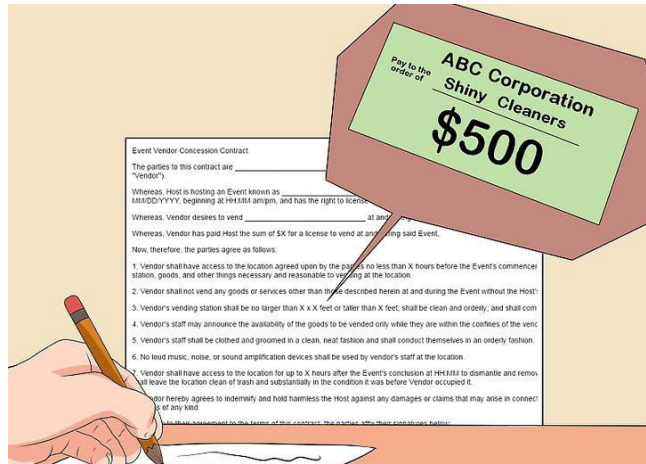 ABC Corporation
Pay to the
order of
Shiny Cleaners
$500
Event Vendor Concession Contract
The parties to this contract are
"Vendor").
Whereas, Host is hosting an Event known as
MM/DD/YYYY, beginning at HH:MM am/pm, and has the right to license
Whereas, Vendor desires to vend ____________________ at and
Whereas, Vendor has paid Host the sum of $X for a license to vend at and during said Event,
Now, therefore, the parties agree as follows:
1. Vendor shall have access to the location agreed upon by the parties no less than X hours before the Event's commencer
station, goods, and other things necessary and reasonable to vending at the location.
2. Vendor shall not vend any goods or services other than those described herein at and during the Event without the Host's
3. Vendor's vending station shall be no larger than X x X feet or taller than X feet; shall be clean and orderly; and shall com
4. Vendor's staff may announce the availability of the goods to be vended only while they are within the confines of the venc
5. Vendor's staff shall be clothed and groomed in a clean, neat fashion and shall conduct themselves in an orderly fashion.
6. No loud music, noise, or sound amplification devices shall be used by vendor's staff at the location.
7. Vendor shall have access to the location for up to X hours after the Event's conclusion at HH:MM to dismantle and remov
all leave the location clean of trash and substantially in the condition it was before Vendor occupied it.
ndor hereby agrees to indemnify and hold harmless the Host against any damages or claims that may arise in connect
s of any kind.
to their agreement to the terms of this contract, the parties affix their signatures below: